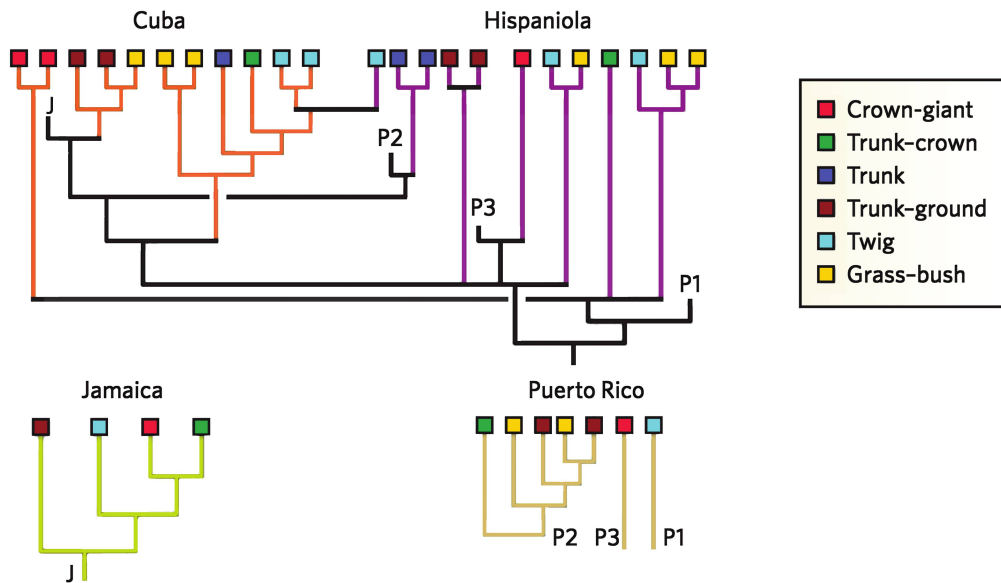 Cuba
Hispaniola
J
P2
P3
P1
Crown-giant
Trunk–crown
Trunk
Trunk–ground
Twig
Grass–bush
Jamaica
J
Puerto Rico
P2
P3
P1